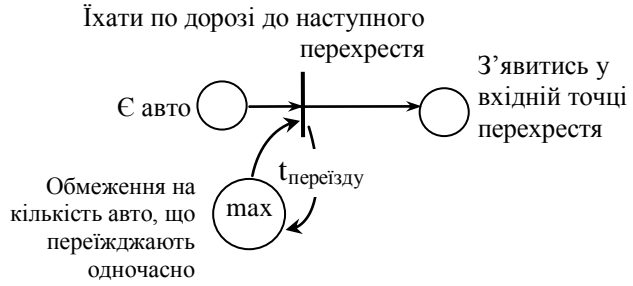 Їхати по дорозі до наступного
перехрестя
З’явитись у
вхідній точці
перехрестя
Є авто
tпереїзду
Обмеження на
кількість авто, що
переїжджають
одночасно
max